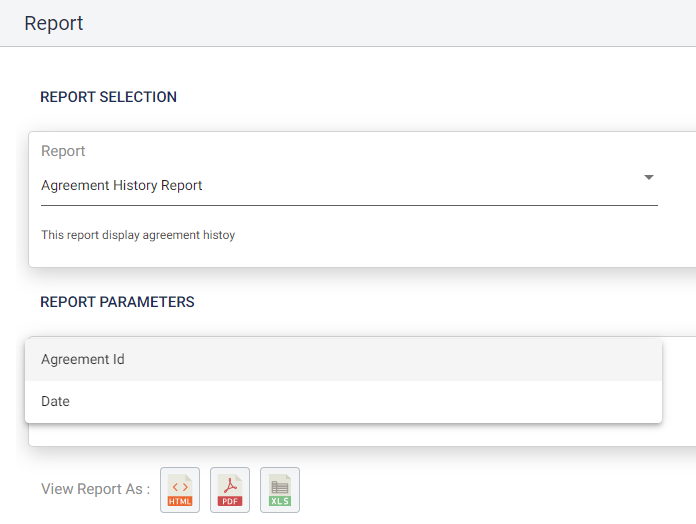 Report
REPORT SELECTION
Report
Agreement History Report
This report display agreement histoy
REPORT PARAMETERS
Agreement Id
Date
View Report As :
HTML
PDF
XLS